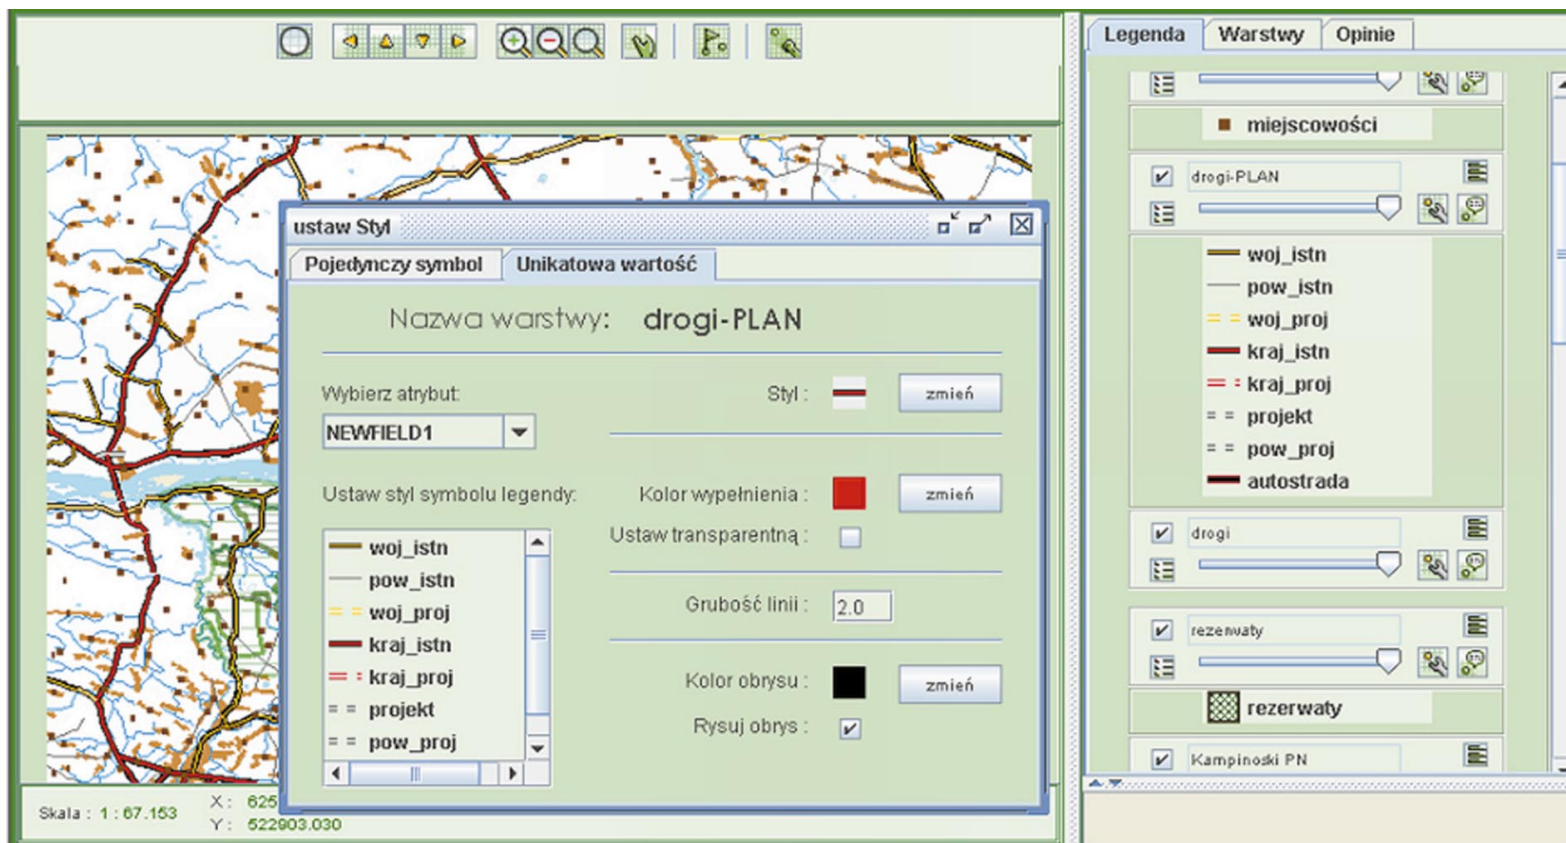 Legenda Warstwy Opinie
miejscowości
drogi-PLAN
woj_istn
pow_istn
woj_proj
kraj_istn
kraj_proj
projekt
pow_proj
autostrada
drogi
rezerwaty
rezerwaty
Kampinoski PN
ustaw Styl
Pojedynczy symbol Unikatowa wartość
Nazwa warstwy: drogi-PLAN
Wybierz atrybut:
NEWFIELD1
Ustaw styl symbolu legendy:
woj_istn
pow_istn
woj_proj
kraj_istn
kraj_proj
projekt
pow_proj
Styl : zmień
Kolor wypełnienia : zmień
Ustaw transparentną :
Grubość linii : 2.0
Kolor obrysu : zmień
Rysuj obrys :
Skala : 1 : 67.153
X : 625
Y : 522903.030